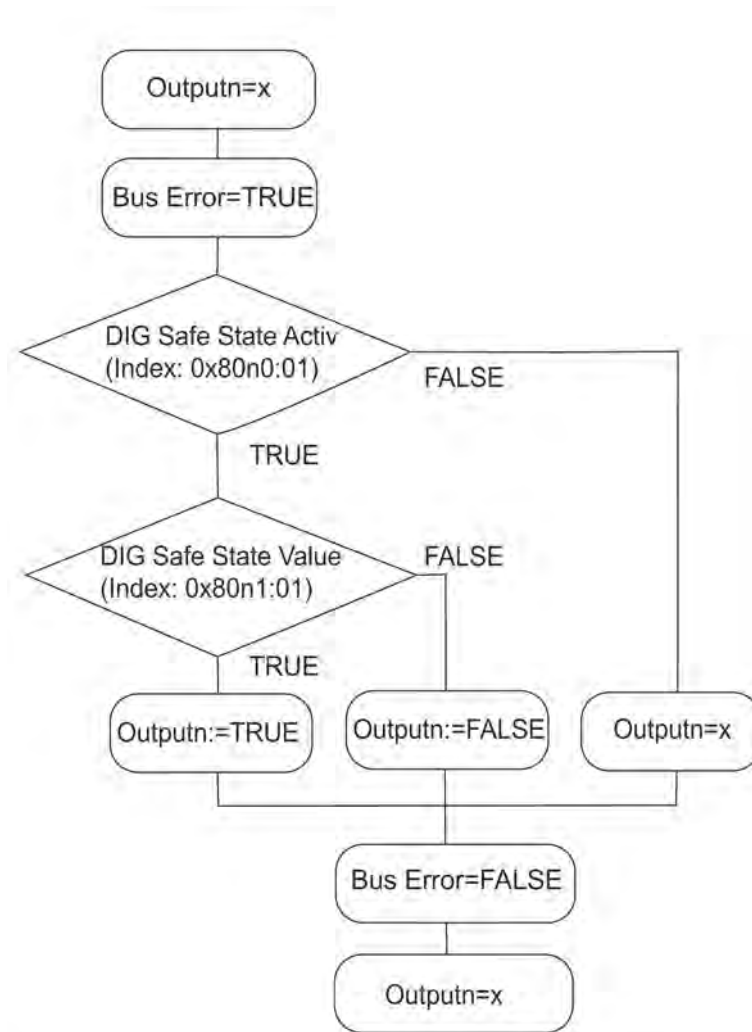 Outputn=x
Bus Error=TRUE
DIG Safe State Activ
(Index: 0x80n0:01)
FALSE
TRUE
DIG Safe State Value
(Index: 0x80n1:01)
FALSE
TRUE
Outputn:=TRUE
Outputn:=FALSE
Outputn=x
Bus Error=FALSE
Outputn=x